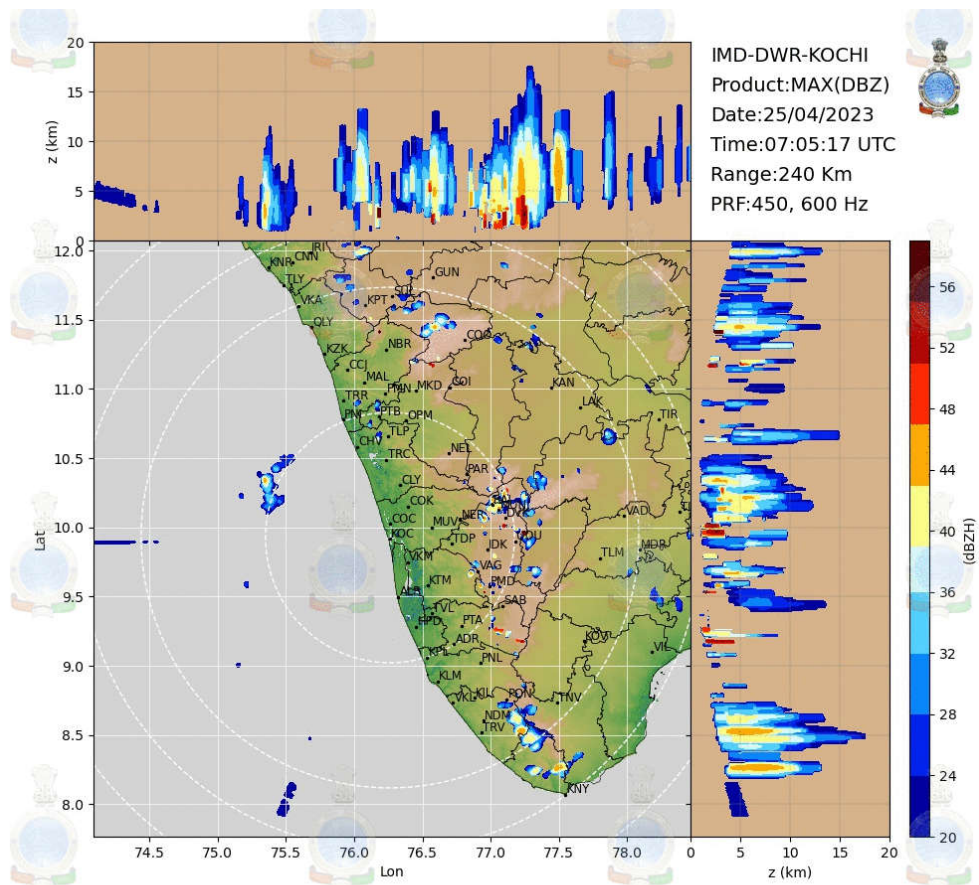 IMD-DWR-KOCHI
Product:MAX(DBZ)
Date:25/04/2023
Time:07:05:17 UTC
Range:240 Km
PRF:450, 600 Hz
20
15
10
5
0
z (km)
12.0
11.5
11.0
10.5
10.0
9.5
9.0
8.5
8.0
Lat
IRI
KNR CNN
TLY
GUN
VKA
KPT
QLY
NBR
KZK
CCJ
MAL
MKD
COI
KAN
TRR
LAK
PNI
PTB
OPM
TIR
CHV
TLP
TRC
NEL
PAR
CLY
COK
COC
MUV
NER
VAD
KOC
TDP
IDK
VKM
TLM
MDR
VAG
KTM
PMD
ALP
SAB
TVL
PTA
ADR
KOV
VIL
PNL
KLM
PON
TNV
NDM
TRV
KNY
74.5 75.0 75.5 76.0 76.5 77.0 77.5 78.0
Lon
0 5 10 15 20
z (km)
56
52
48
44
40
36
32
28
24
20
(dBZH)